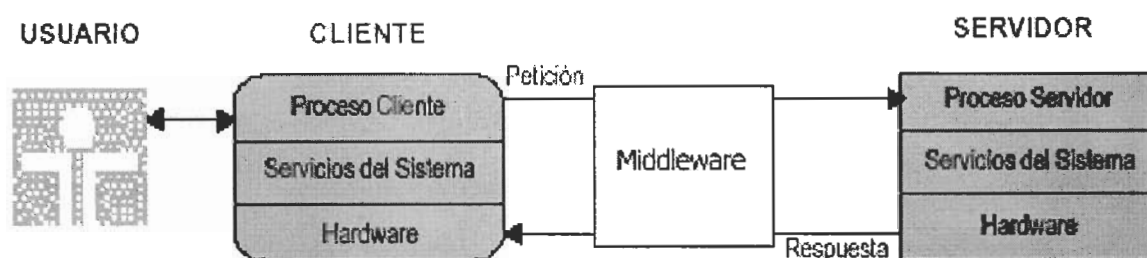 USUARIO
CLIENTE
SERVIDOR
Petición
Proceso Cliente
Servicios del Sistema
Hardware
Middleware
Proceso Servidor
Servicios del Sistema
Hardware
Respuesta